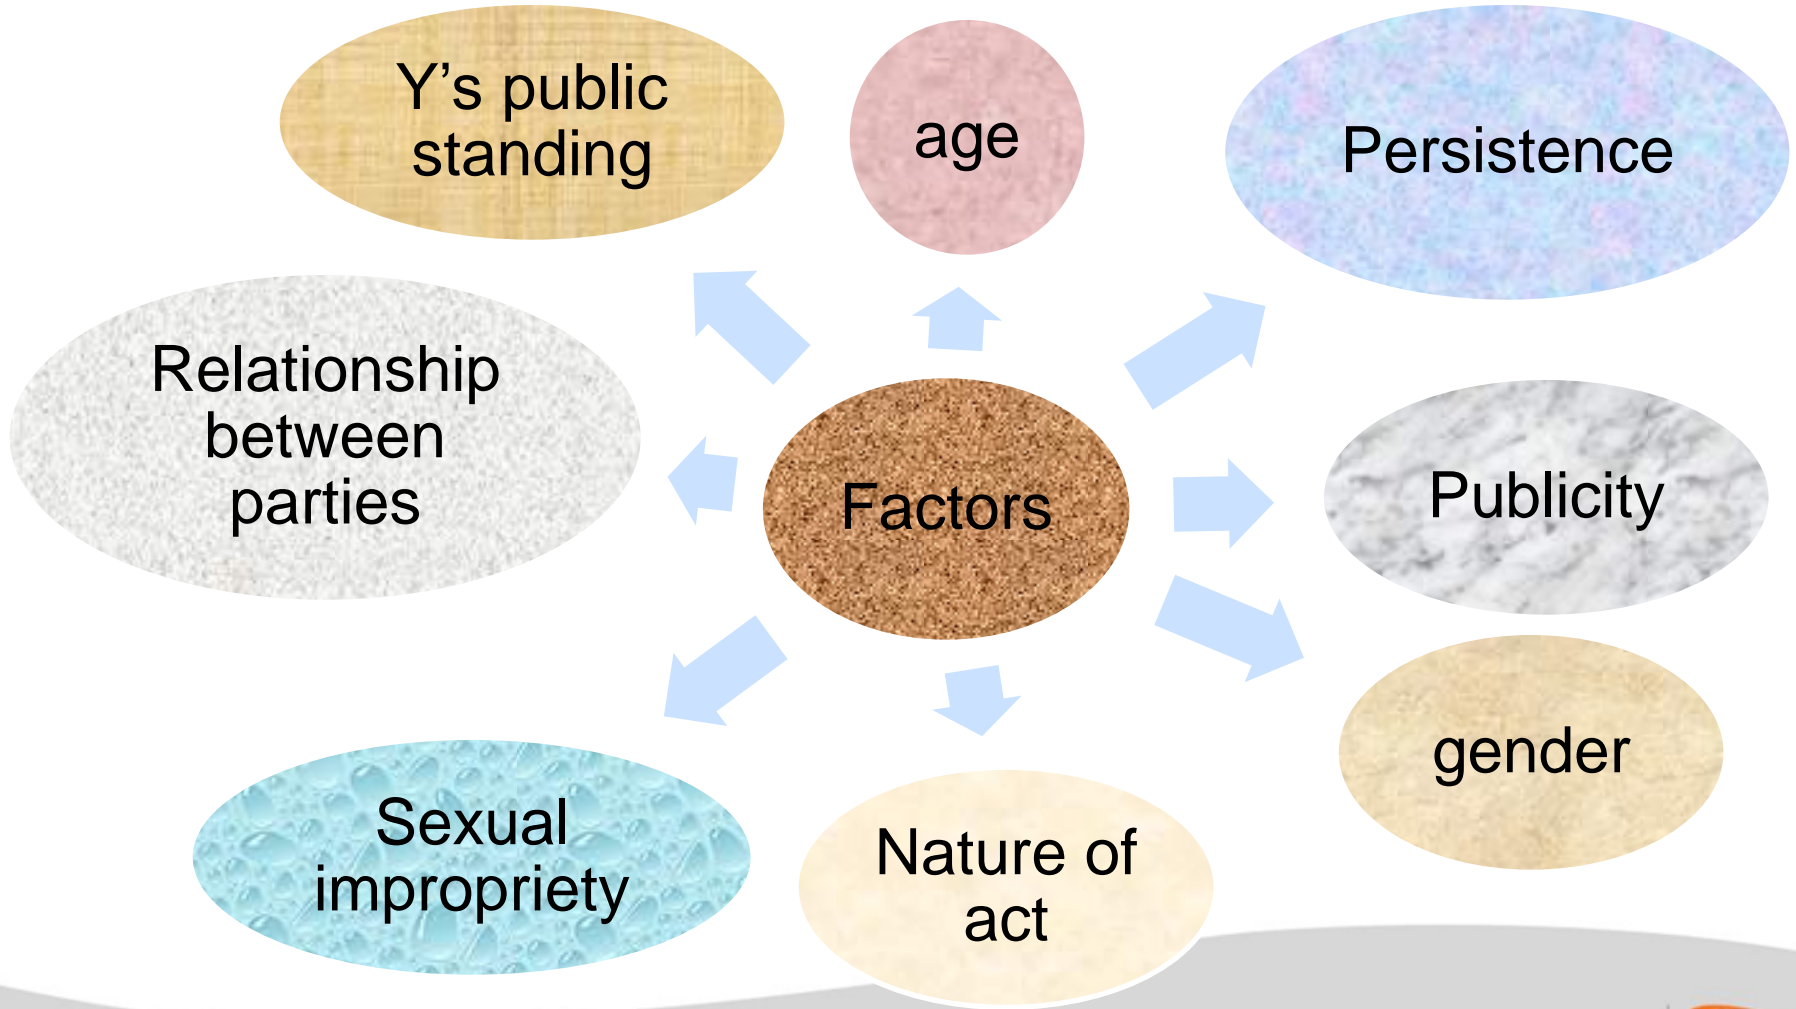 Y’s public
standing
age
Persistence
Relationship
between
parties
Factors
Publicity
gender
Sexual
impropriety
Nature of
act